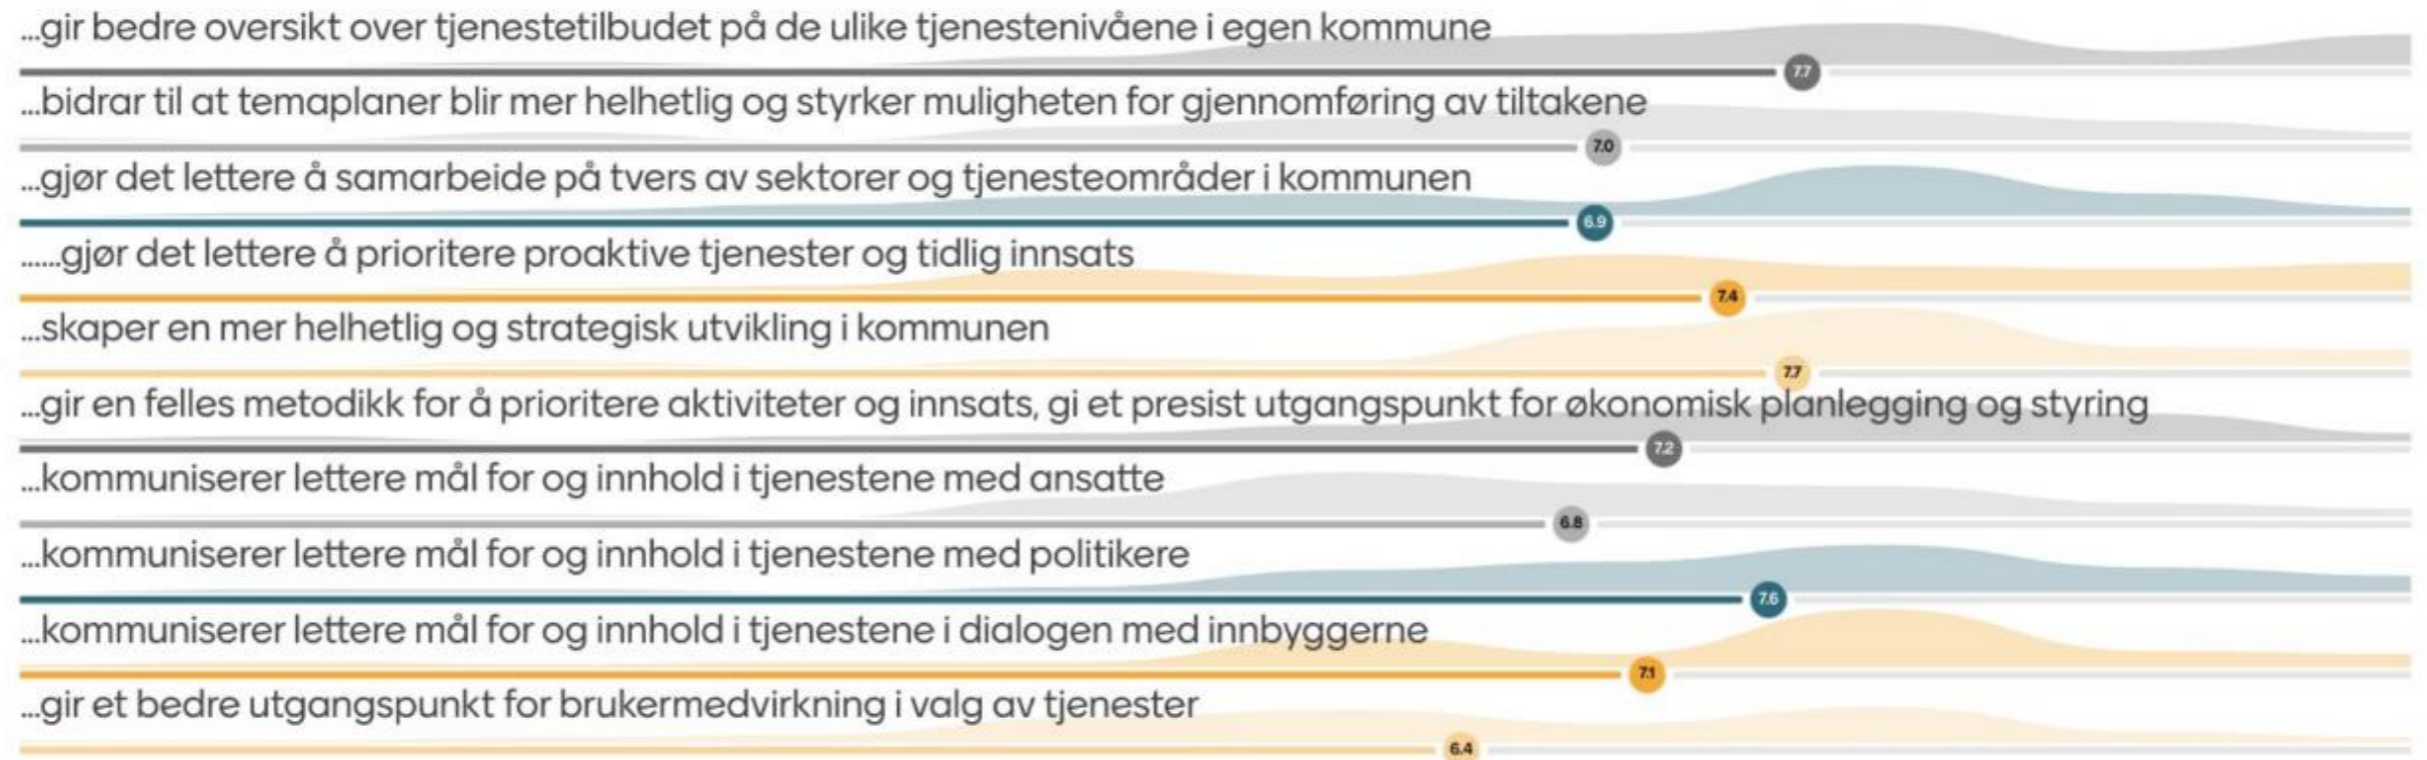 ...gir bedre oversikt over tjenestetilbudet på de ulike tjenestenivåene i egen kommune
7.7
...bidrar til at temaplaner blir mer helhetlig og styrker muligheten for gjennomføring av tiltakene
7.0
...gjør det lettere å samarbeide på tvers av sektorer og tjenesteområder i kommunen
6.9
......gjør det lettere å prioritere proaktive tjenester og tidlig innsats
7.4
...skaper en mer helhetlig og strategisk utvikling i kommunen
7.7
...gir en felles metodikk for å prioritere aktiviteter og innsats, gi et presist utgangspunkt for økonomisk planlegging og styring
7.2
...kommuniserer lettere mål for og innhold i tjenestene med ansatte
6.8
...kommuniserer lettere mål for og innhold i tjenestene med politikere
7.6
...kommuniserer lettere mål for og innhold i tjenestene i dialogen med innbyggerne
7.1
...gir et bedre utgangspunkt for brukermedvirkning i valg av tjenester
6.4